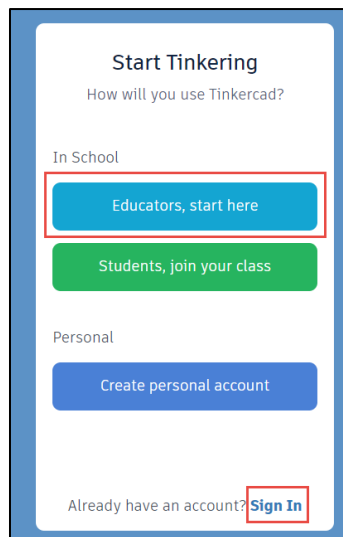 Start Tinkering
How will you use Tinkercad?
In School
Educators, start here
Students, join your class
Personal
Create personal account
Already have an account? Sign In